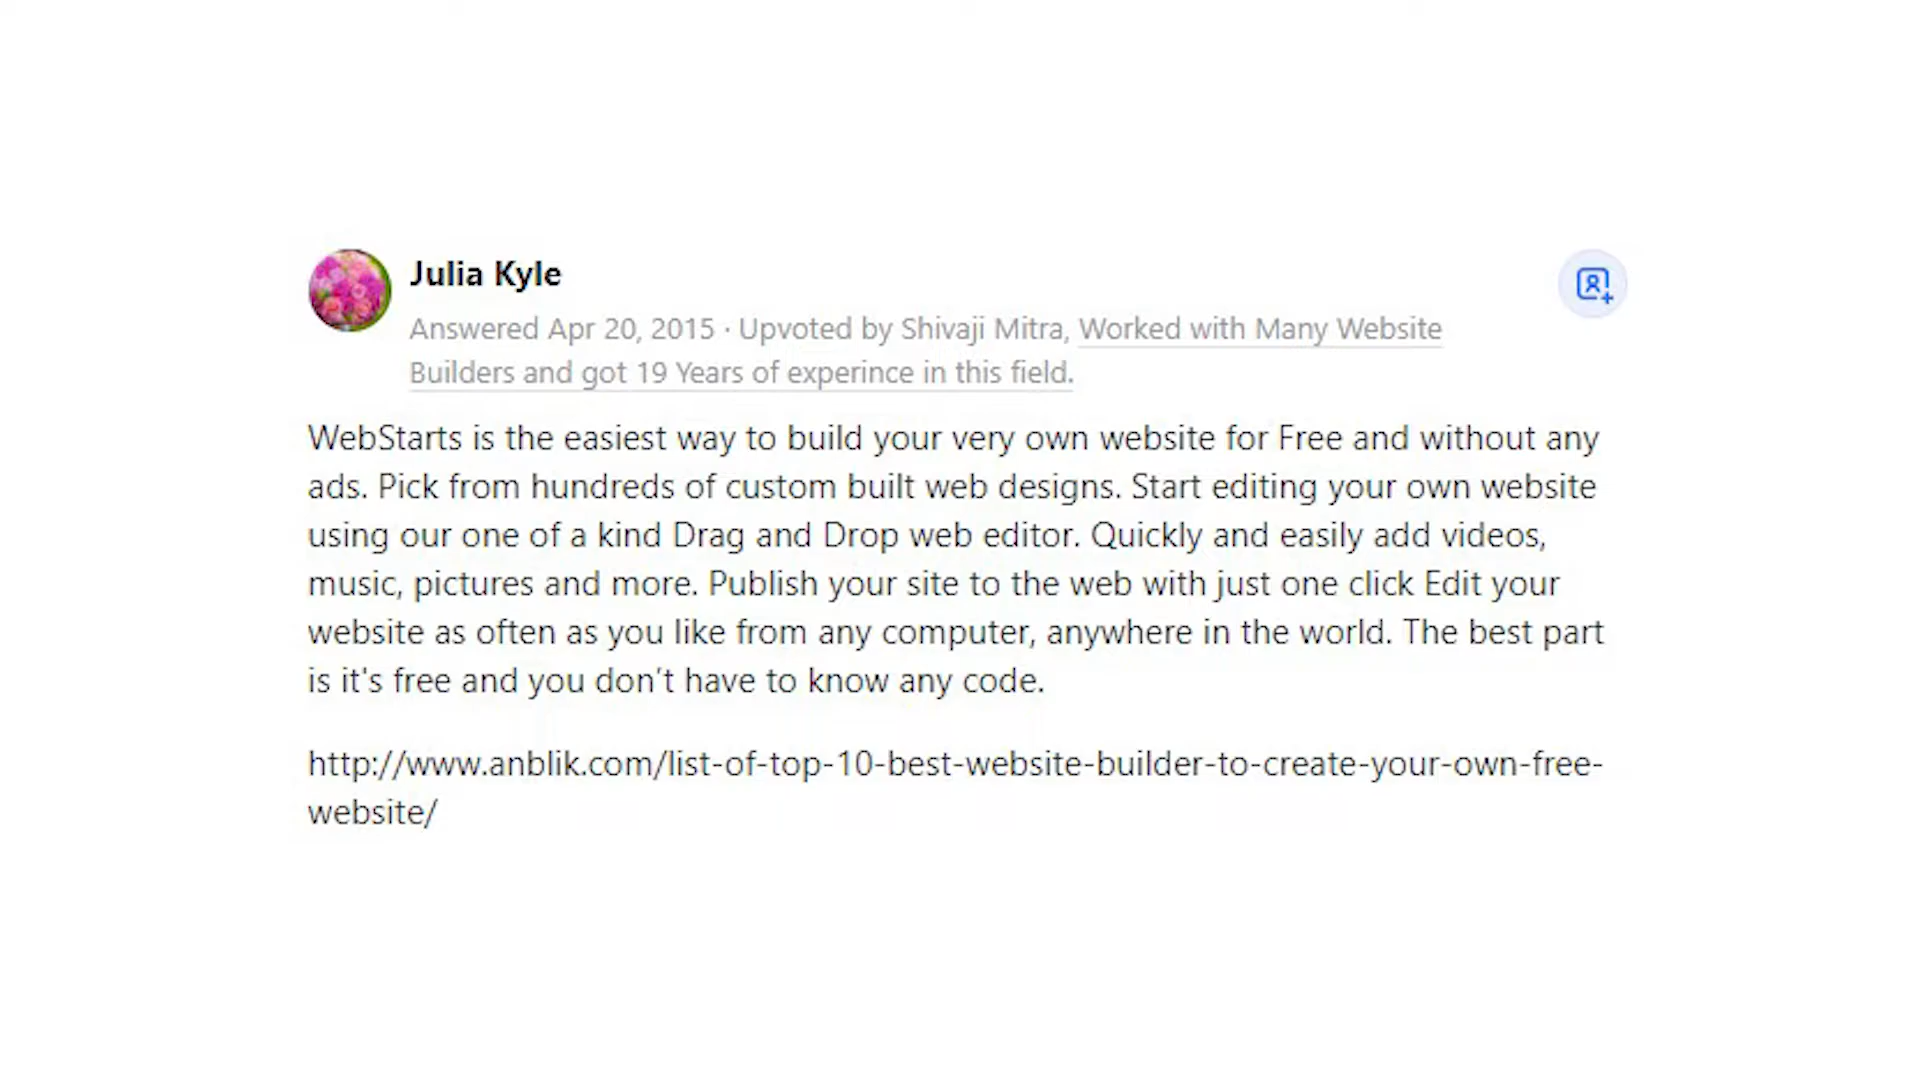 Julia Kyle
Answered Apr 20, 2015 · Upvoted by Shivaji Mitra, Worked with Many Website
Builders and got 19 Years of experince in this field.
WebStarts is the easiest way to build your very own website for Free and without any
ads. Pick from hundreds of custom built web designs. Start editing your own website
using our one of a kind Drag and Drop web editor. Quickly and easily add videos,
music, pictures and more. Publish your site to the web with just one click Edit your
website as often as you like from any computer, anywhere in the world. The best part
is it's free and you don't have to know any code.
http://www.anblik.com/list-of-top-10-best-website-builder-to-create-your-own-free-
website/